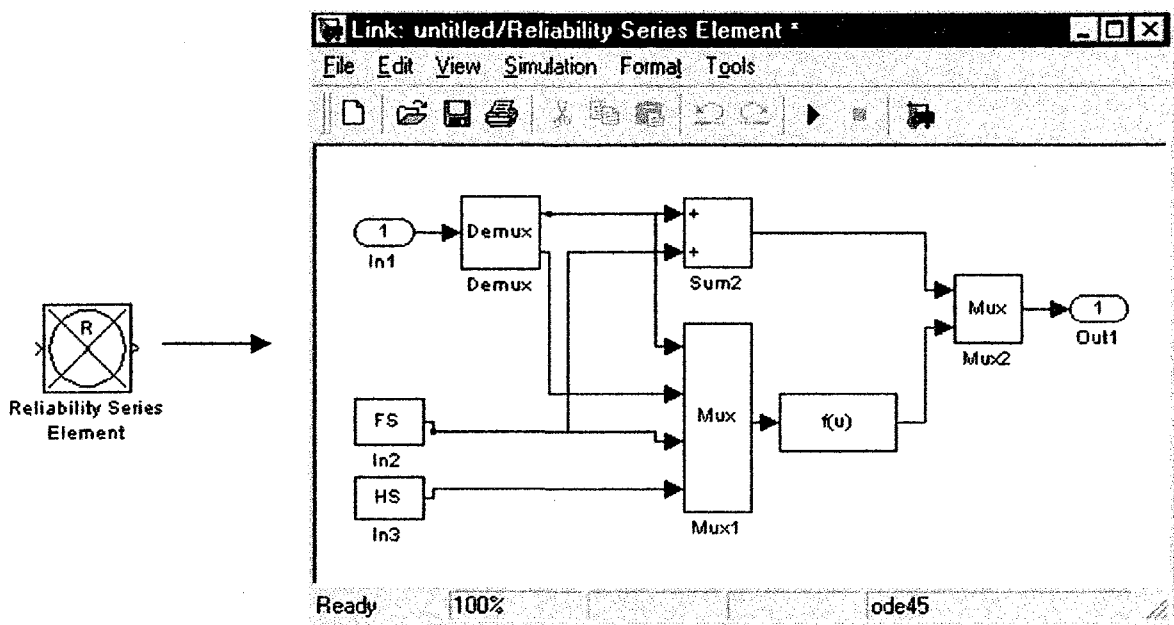 Link: untitled/Reliability Series Element *
File Edit View Simulation Format Tools
1
In1
Demux
Demux
+
+
Sum2
Mux
Mux2
1
Out1
R
Reliability Series
Element
FS
In2
HS
In3
Mux
Mux1
f(u)
Ready 100% ode45